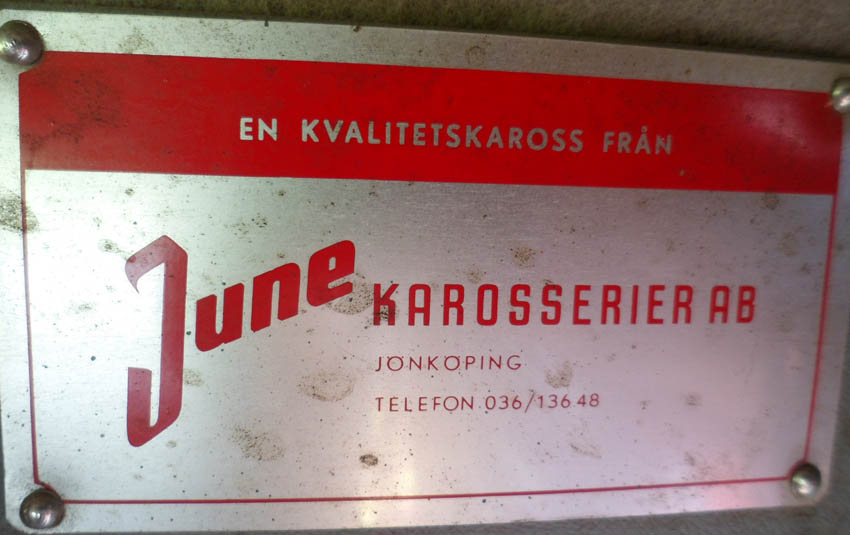 EN KVALITETSKAROSS FRÅN
June KAROSSERIER AB
JÖNKÖPING
TELEFON 036/136 48